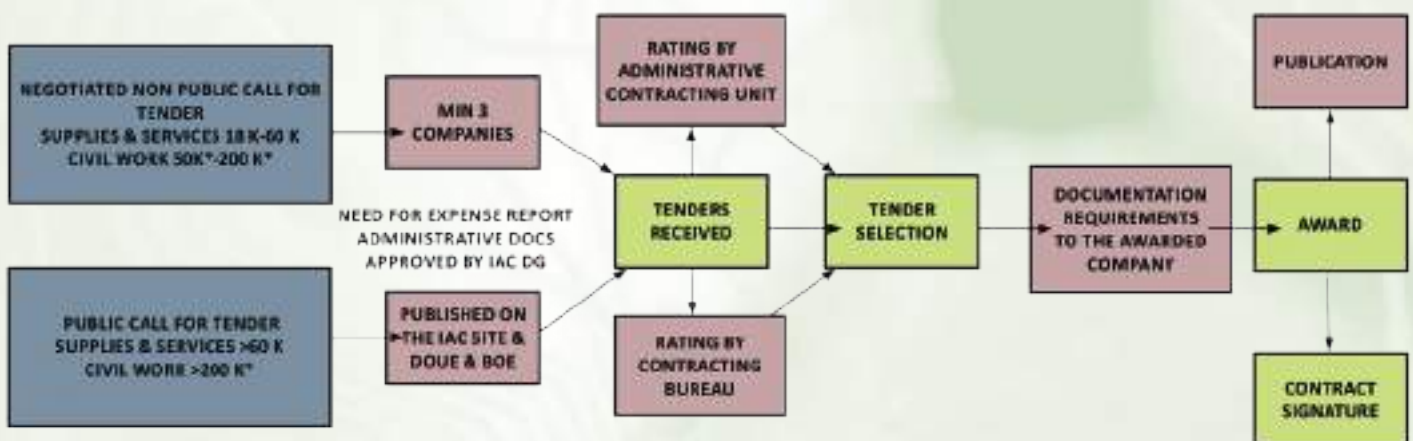 NEGOTIATED NON PUBLIC CALL FOR
TENDER
SUPPLIES & SERVICES 18 K-60 K
CIVIL WORK 50K*-200 K*
MIN 3
COMPANIES
NEED FOR EXPENSE REPORT
ADMINISTRATIVE DOCS
APPROVED BY IAC DG
PUBLIC CALL FOR TENDER
SUPPLIES & SERVICES >60 K
CIVIL WORK >200 K*
PUBLISHED ON
THE IAC SITE &
DOUE & BOE
RATING BY
ADMINISTRATIVE
CONTRACTING UNIT
TENDERS
RECEIVED
RATING BY
CONTRACTING
BUREAU
TENDER
SELECTION
DOCUMENTATION
REQUIREMENTS
TO THE AWARDED
COMPANY
PUBLICATION
AWARD
CONTRACT
SIGNATURE